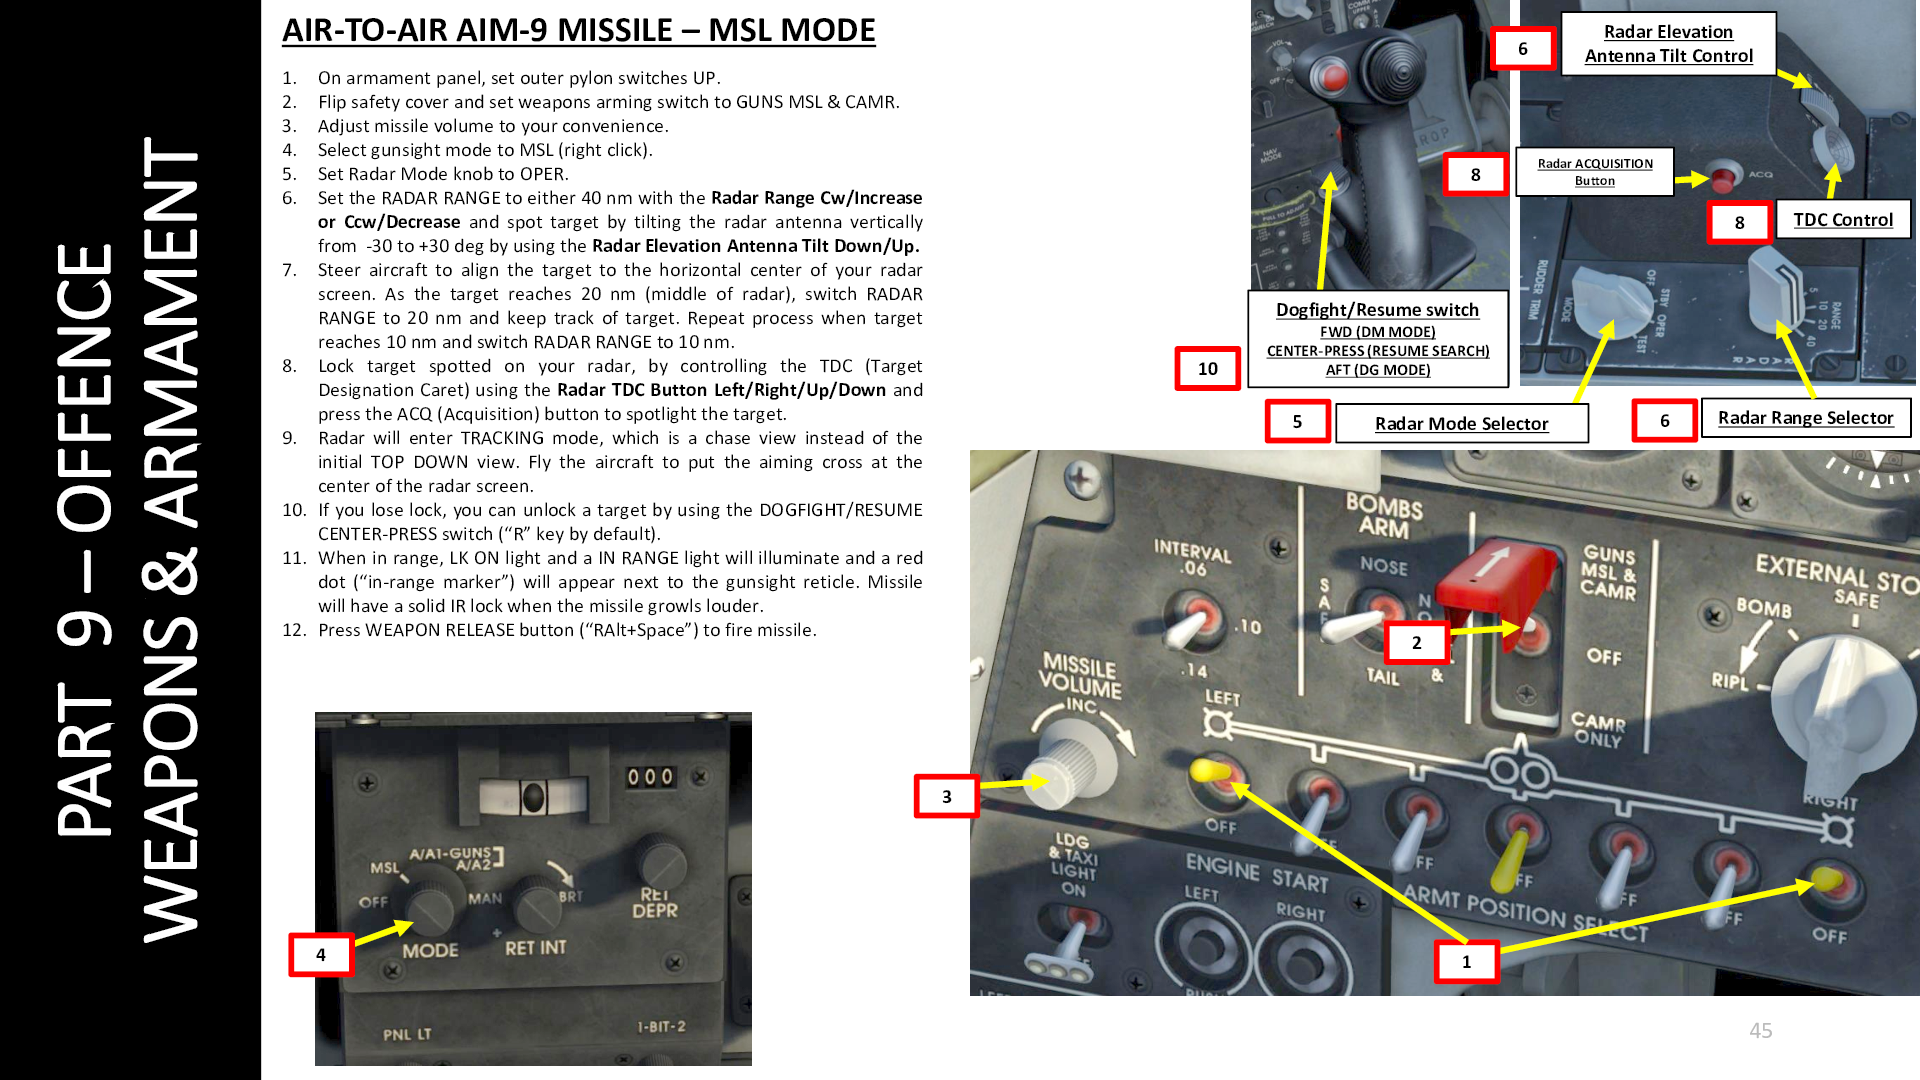 PART 9 – OFFENCE
WEAPONS & ARMAMENT
AIR-TO-AIR AIM-9 MISSILE – MSL MODE
1. On armament panel, set outer pylon switches UP.
2. Flip safety cover and set weapons arming switch to GUNS MSL & CAMR.
3. Adjust missile volume to your convenience.
4. Select gunsight mode to MSL (right click).
5. Set Radar Mode knob to OPER.
6. Set the RADAR RANGE to either 40 nm with the Radar Range Cw/Increase
or Ccw/Decrease and spot target by tilting the radar antenna vertically
from -30 to +30 deg by using the Radar Elevation Antenna Tilt Down/Up.
7. Steer aircraft to align the target to the horizontal center of your radar
screen. As the target reaches 20 nm (middle of radar), switch RADAR
RANGE to 20 nm and keep track of target. Repeat process when target
reaches 10 nm and switch RADAR RANGE to 10 nm.
8. Lock target spotted on your radar, by controlling the TDC (Target
Designation Caret) using the Radar TDC Button Left/Right/Up/Down and
press the ACQ (Acquisition) button to spotlight the target.
9. Radar will enter TRACKING mode, which is a chase view instead of the
initial TOP DOWN view. Fly the aircraft to put the aiming cross at the
center of the radar screen.
10. If you lose lock, you can unlock a target by using the DOGFIGHT/RESUME
CENTER-PRESS switch (“R” key by default).
11. When in range, LK ON light and a IN RANGE light will illuminate and a red
dot (“in-range marker”) will appear next to the gunsight reticle. Missile
will have a solid IR lock when the missile growls louder.
12. Press WEAPON RELEASE button (“RAlt+Space”) to fire missile.
6
Radar Elevation
Antenna Tilt Control
8
Radar ACQUISITION
Button
ACQ
8
TDC Control
NAV
MODE
PULL TO ADJUST
RUDDER TRIM
MODE
OFF
STBY
OPER
TEST
5
10
20
40
RANGE
RADAR
10
Dogfight/Resume switch
FWD (DM MODE)
CENTER-PRESS (RESUME SEARCH)
AFT (DG MODE)
5
Radar Mode Selector
6
Radar Range Selector
BOMBS
ARM
INTERVAL
.06
.10
.14
NOSE
TAIL
&
GUNS
MSL &
CAMR
OFF
CAMR
ONLY
EXTERNAL STO
SAFE
BOMB
RIPL
2
MISSILE
VOLUME
INC
LEFT
RIGHT
OFF
3
LDG
& TAXI
LIGHT
ON
ENGINE START
LEFT
RIGHT
ARMT POSITION SELECT
OFF
1
000
MSL
A/A1-GUNS
A/A2
OFF
MAN
BRT
MODE
RET INT
RET
DEPR
4
PNL LT
1-BIT-2
45